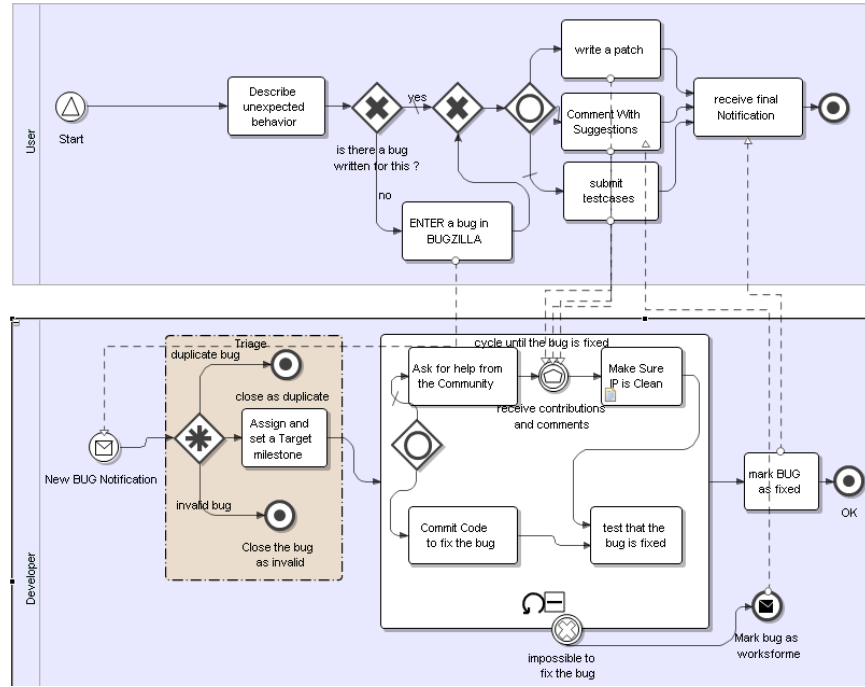 User
Start
Describe
unexpected
behavior
is there a bug
written for this ?
yes
no
ENTER a bug in
BUGZILLA
write a patch
Comment With
Suggestions
submit
testcases
receive final
Notification
Developer
New BUG Notification
Triage
duplicate bug
close as duplicate
Assign and
set a Target
milestone
invalid bug
Close the bug
as invalid
cycle until the bug is fixed
Ask for help from
the Community
receive contributions
and comments
Make Sure
IP is Clean
Commit Code
to fix the bug
test that the
bug is fixed
impossible to
fix the bug
mark BUG
as fixed
OK
Mark bug as
worksforme